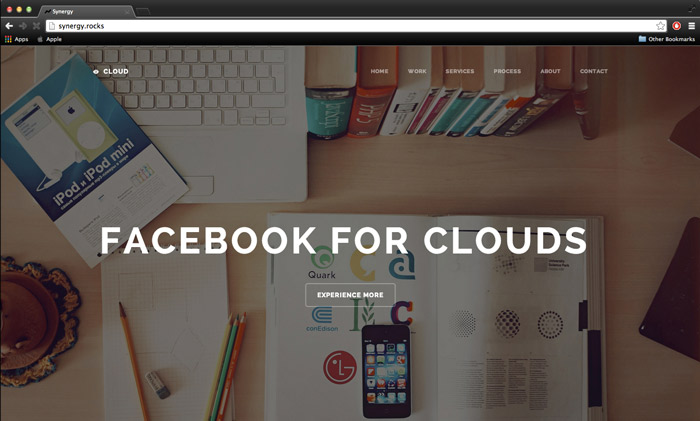 Synergy
synergy.rocks
Apps
Apple
Other Bookmarks
CLOUD
HOME
WORK
SERVICES
PROCESS
ABOUT
CONTACT
iPod и iPod mini
FACEBOOK FOR CLOUDS
Quark
EXPERIENCE MORE
conEdison
LG